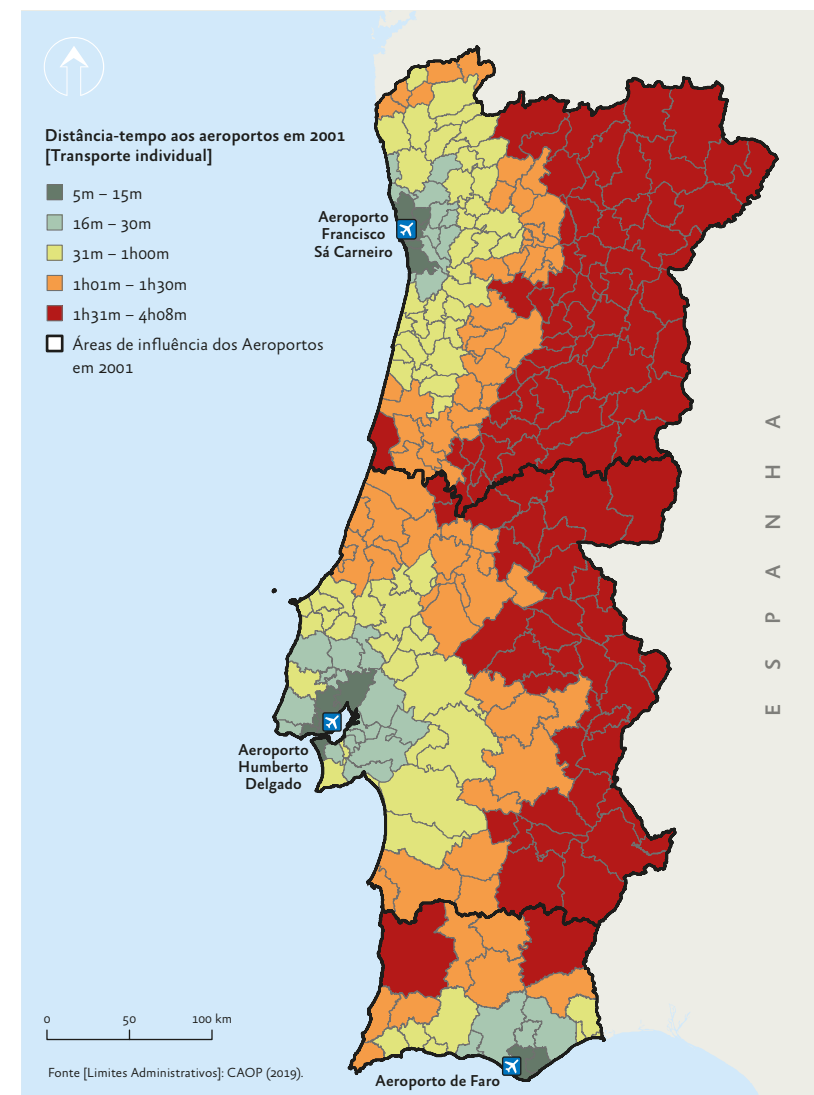 Distância-tempo aos aeroportos em 2001
[Transporte individual]
5m – 15m
16m – 30m
31m – 1h00m
1h01m – 1h30m
1h31m – 4h08m
Áreas de influência dos Aeroportos
em 2001
Aeroporto
Francisco
Sá Carneiro
ESPANHA
Aeroporto
Humberto
Delgado
0 50 100 km
Fonte [Limites Administrativos]: CAOP (2019).
Aeroporto de Faro